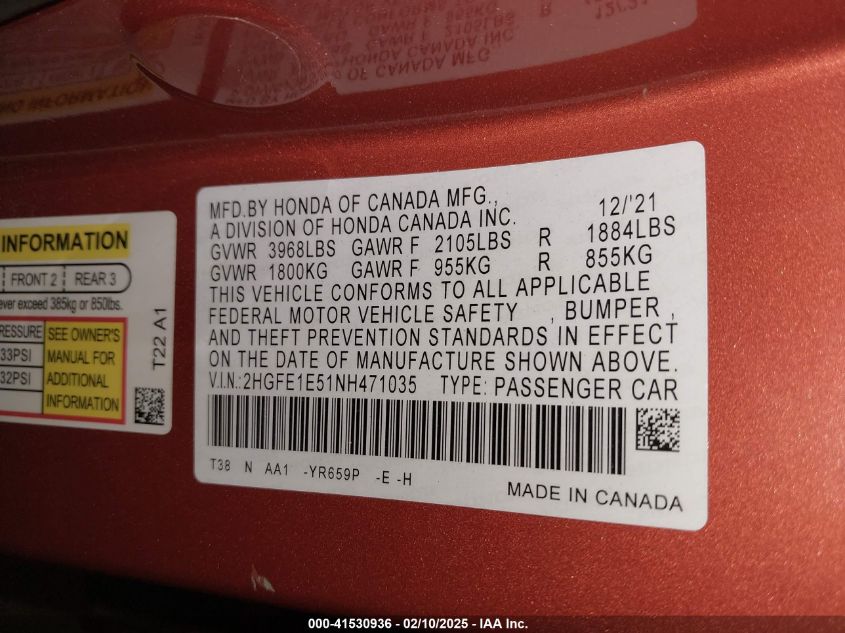 MFD.BY HONDA OF CANADA MFG., 12/'21
A DIVISION OF HONDA CANADA INC.
GVWR 3968LBS GAWR F 2105LBS R 1884LBS
GVWR 1800KG GAWR F 955KG R 855KG
THIS VEHICLE CONFORMS TO ALL APPLICABLE
FEDERAL MOTOR VEHICLE SAFETY , BUMPER ,
AND THEFT PREVENTION STANDARDS IN EFFECT
ON THE DATE OF MANUFACTURE SHOWN ABOVE.
V.I.N.:2HGFE1E51NH471035 TYPE: PASSENGER CAR
T38 N AA1 -YR659P -E -H
MADE IN CANADA
INFORMATION
FRONT 2 REAR 3
ever exceed 385kg or 850lbs.
RESSURE SEE OWNER'S
33PSI MANUAL FOR
32PSI ADDITIONAL
INFORMATION
T22 A1
000-41530936 - 02/10/2025 - IAA Inc.